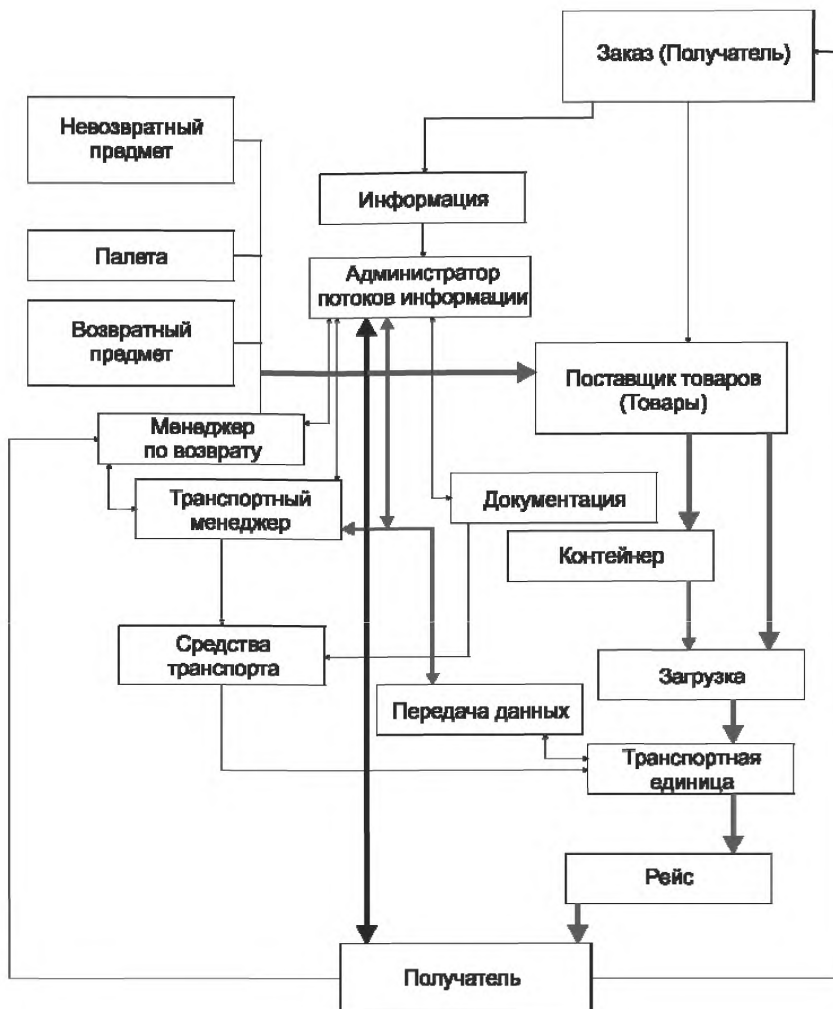 Заказ (Получатель)
Невозвратный
предмет
Информация
Палета
Администратор
потоков информации
Возвратный
предмет
Поставщик товаров
(Товары)
Менеджер
по возврату
Транспортный
менеджер
Документация
Контейнер
Средства
транспорта
Загрузка
Передача данных
Транспортная
единица
Рейс
Получатель